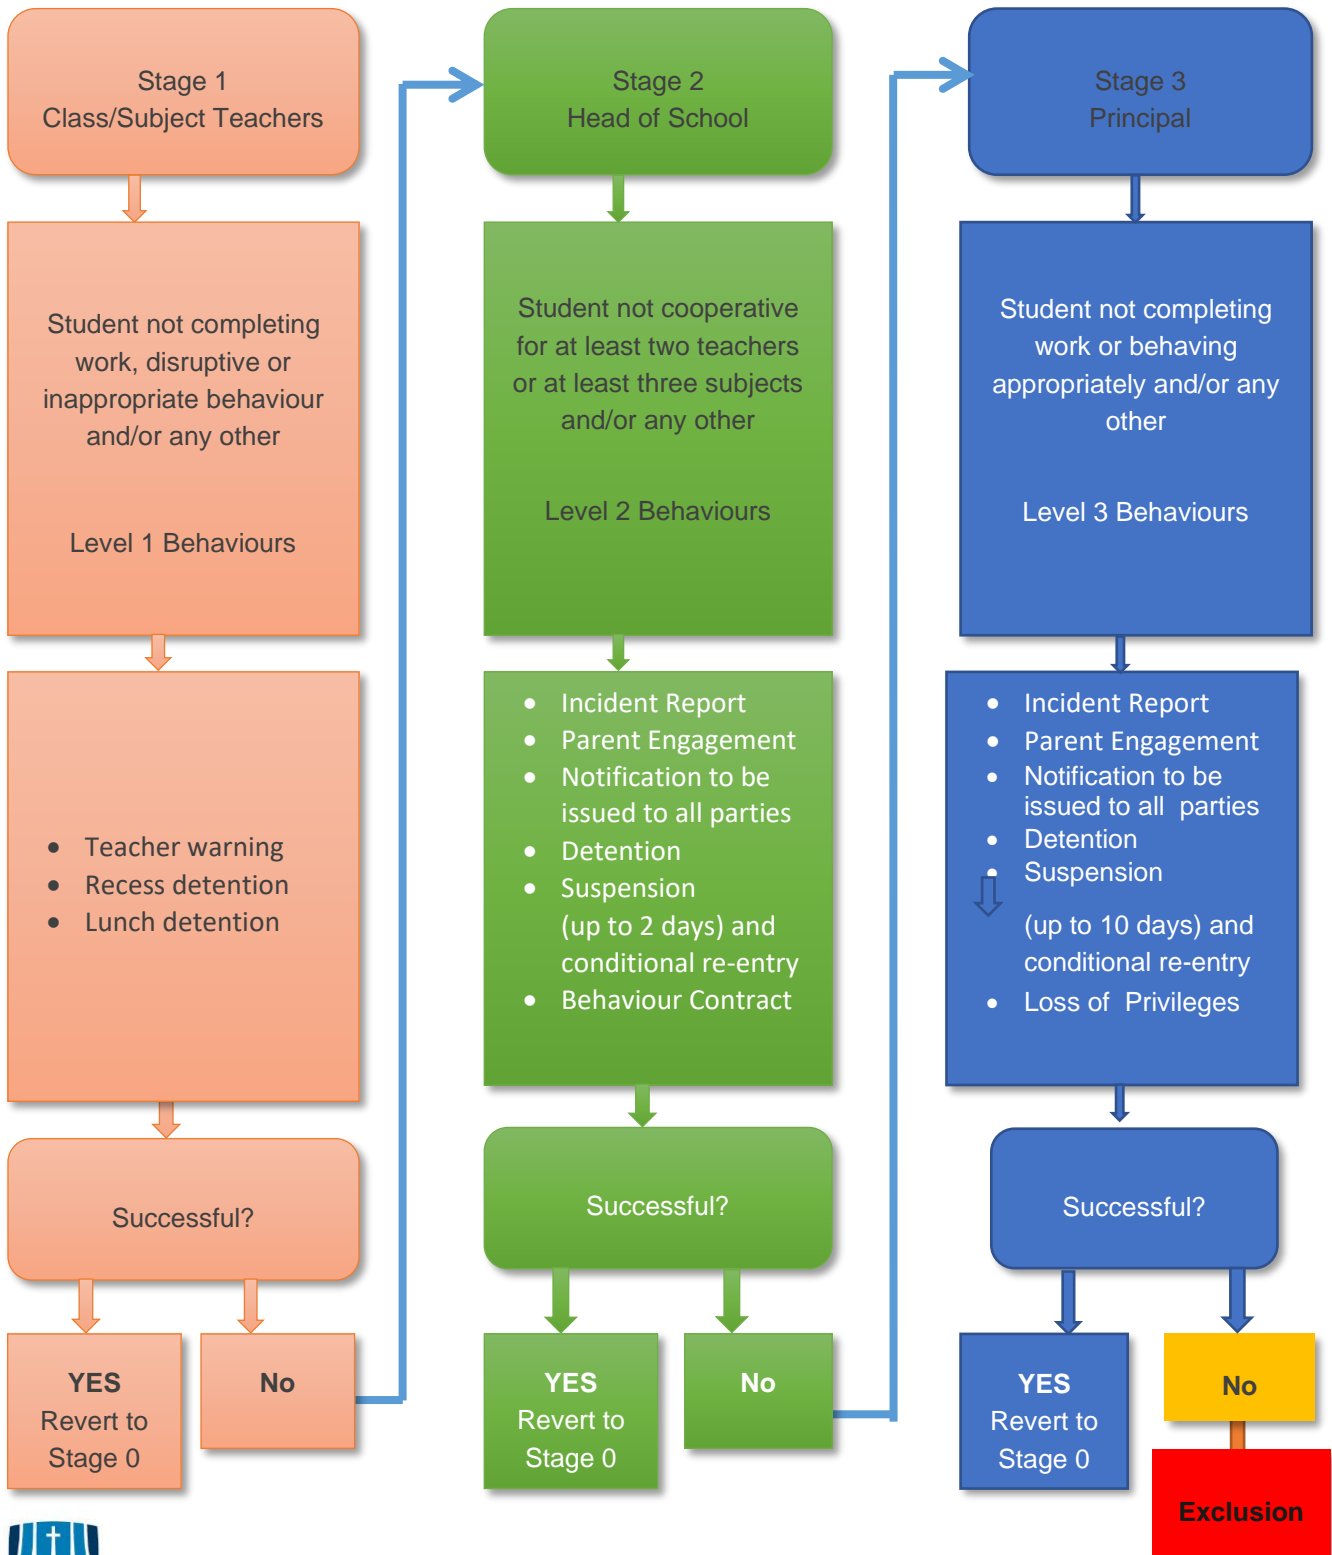 Stage 1
Class/Subject Teachers
Student not completing
work, disruptive or
inappropriate behaviour
and/or any other
Level 1 Behaviours
• Teacher warning
• Recess detention
• Lunch detention
Successful?
YES
Revert to
Stage 0
No
Stage 2
Head of School
Student not cooperative
for at least two teachers
or at least three subjects
and/or any other
Level 2 Behaviours
• Incident Report
• Parent Engagement
• Notification to be
issued to all parties
• Detention
• Suspension
(up to 2 days) and
conditional re-entry
• Behaviour Contract
Successful?
YES
Revert to
Stage 0
No
Stage 3
Principal
Student not completing
work or behaving
appropriately and/or any
other
Level 3 Behaviours
• Incident Report
• Parent Engagement
• Notification to be
issued to all parties
• Detention
• Suspension
(up to 10 days) and
conditional re-entry
• Loss of Privileges
Successful?
YES
Revert to
Stage 0
No
Exclusion